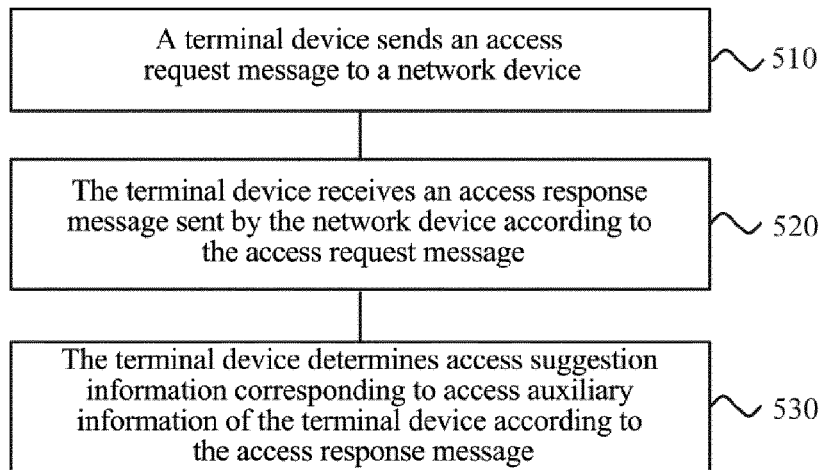 A terminal device sends an access
request message to a network device
510
The terminal device receives an access response
message sent by the network device according to
the access request message
520
The terminal device determines access suggestion
information corresponding to access auxiliary
information of the terminal device according to
the access response message
530